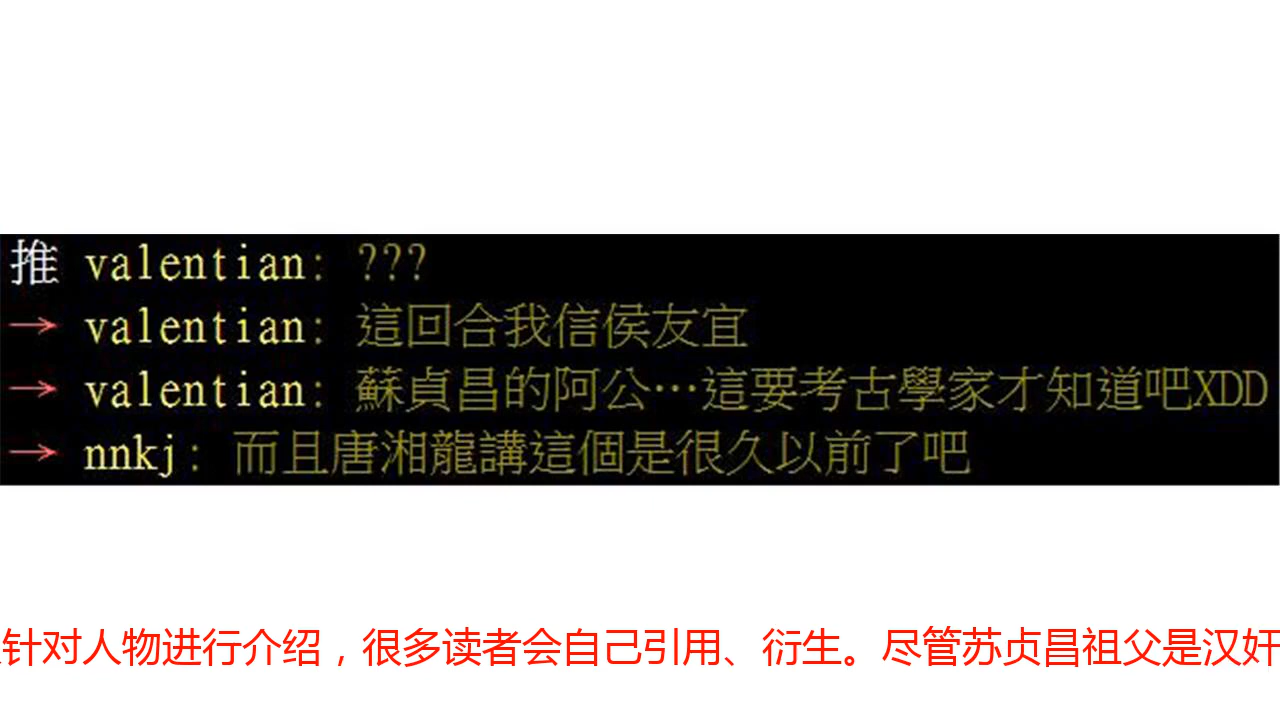 推 valentian: ???
→ valentian: 這回合我信侯友宜
→ valentian: 蘇貞昌的阿公…這要考古學家才知道吧XDD
→ nnkj: 而且唐湘龍講這個是很久以前了吧
针对人物进行介绍，很多读者会自己引用、衍生。尽管苏贞昌祖父是汉奸